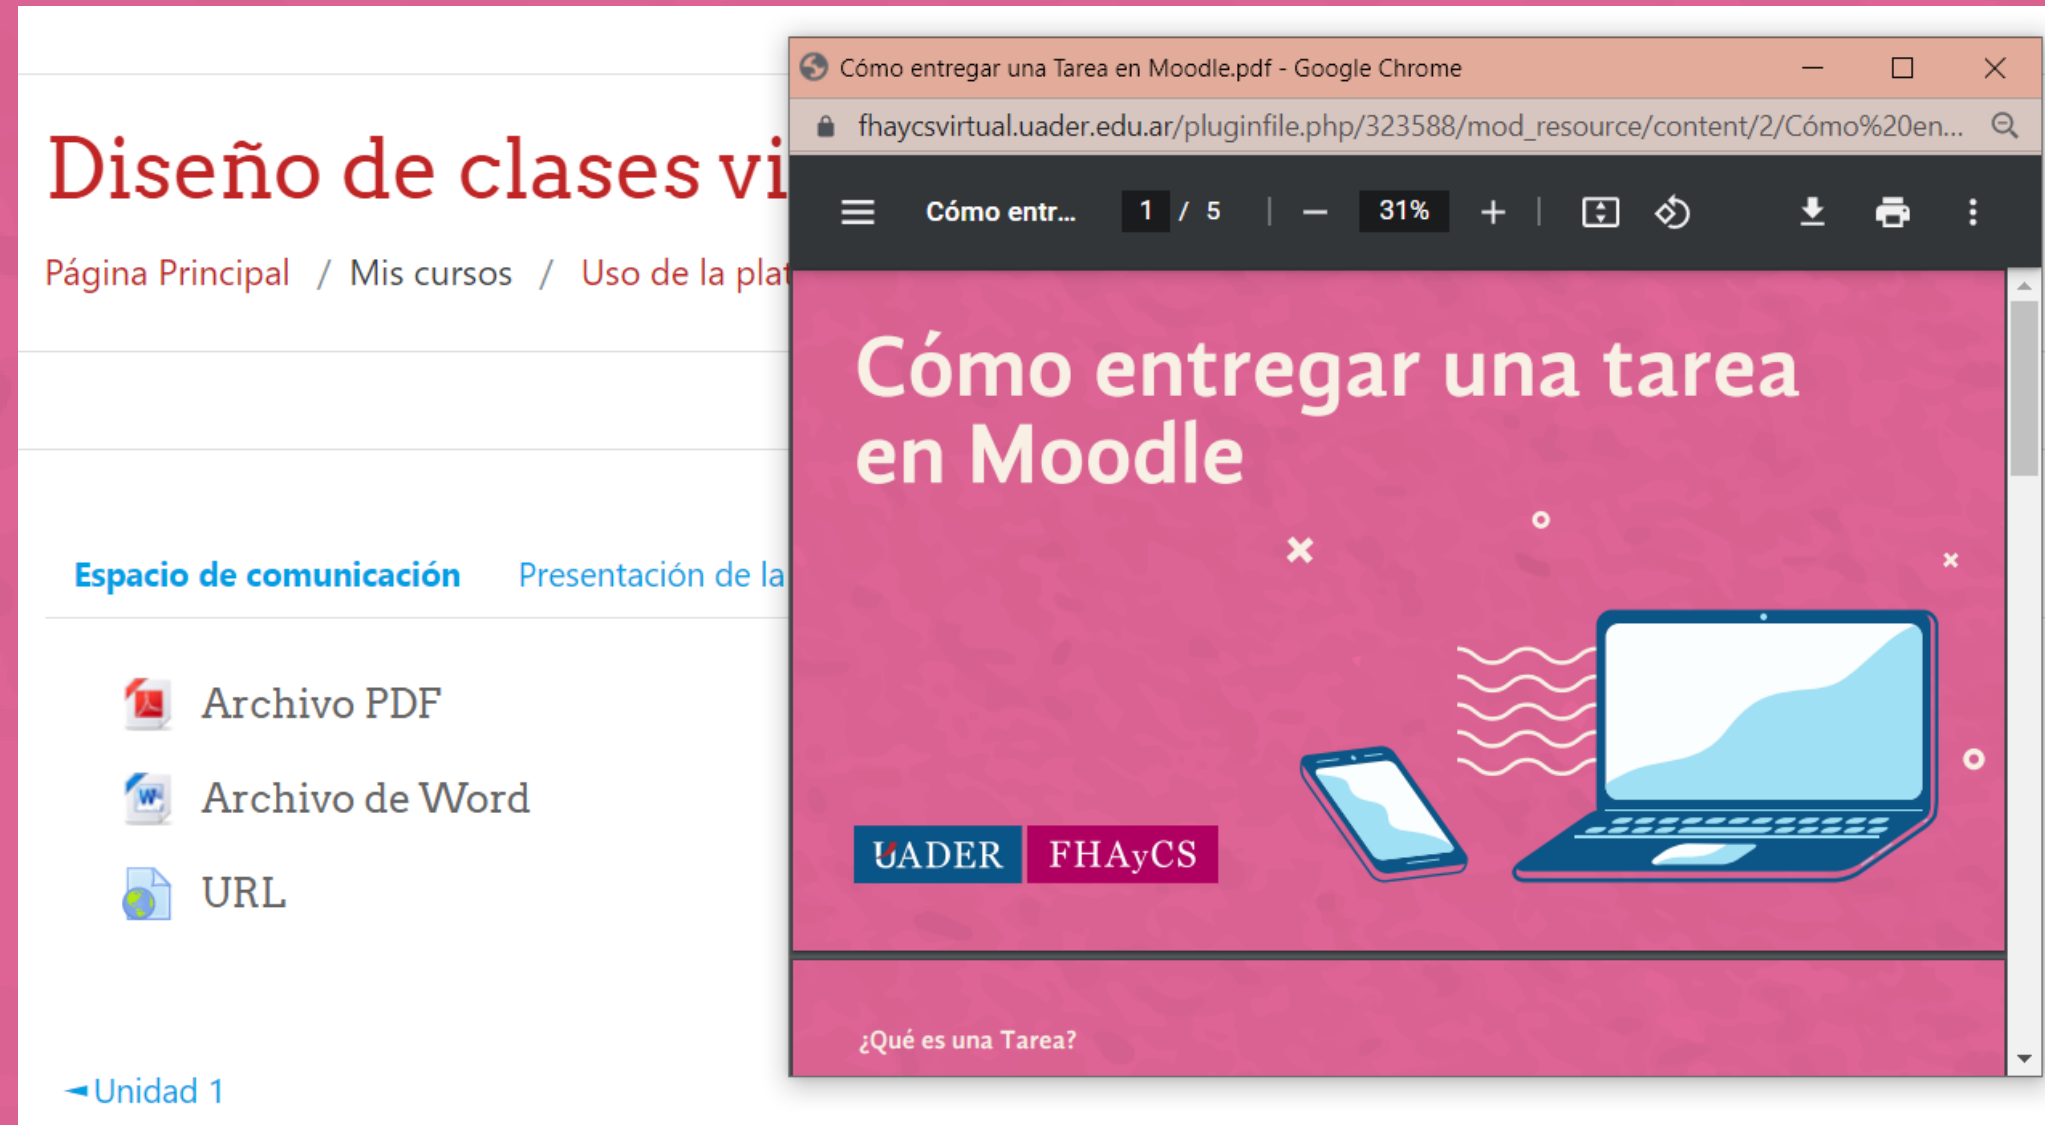 Diseño de clases vi
Página Principal / Mis cursos / Uso de la plat
Espacio de comunicación Presentación de la
Archivo PDF
Archivo de Word
URL
◄Unidad 1
Cómo entregar una Tarea en Moodle.pdf - Google Chrome
fhaycsvirtual.uader.edu.ar/pluginfile.php/323588/mod_resource/content/2/Cómo%20en...
Cómo entr... 1 / 5 | — 31% + |
Cómo entregar una tarea
en Moodle
UADER FHAyCS
¿Qué es una Tarea?